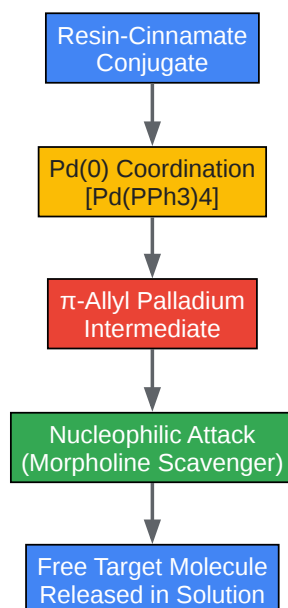 Resin-Cinnamate
Conjugate
Pd(0) Coordination
[Pd(PPh3)4]
π-Allyl Palladium
Intermediate
Nucleophilic Attack
(Morpholine Scavenger)
Free Target Molecule
Released in Solution